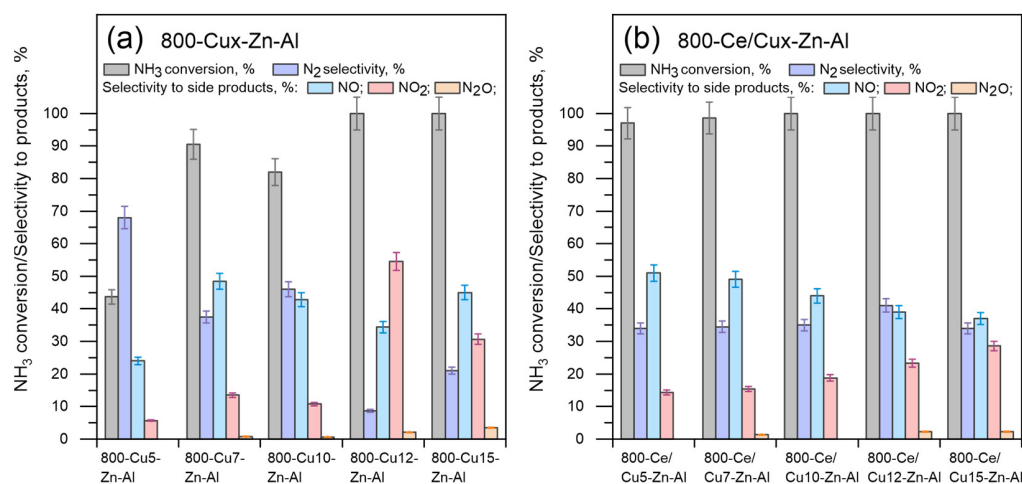 (a) 800-Cux-Zn-Al
NH3 conversion, % N2 selectivity, %
Selectivity to side products, %: NO; NO2; N2O;
NH3 conversion/Selectivity to products, %
100
90
80
70
60
50
40
30
20
10
0
800-Cu5-Zn-Al
800-Cu7-Zn-Al
800-Cu10-Zn-Al
800-Cu12-Zn-Al
800-Cu15-Zn-Al
(b) 800-Ce/Cux-Zn-Al
NH3 conversion, % N2 selectivity, %
Selectivity to side products, %: NO; NO2; N2O;
NH3 conversion/Selectivity to products, %
100
90
80
70
60
50
40
30
20
10
0
800-Ce/
Cu5-Zn-Al
800-Ce/
Cu7-Zn-Al
800-Ce/
Cu10-Zn-Al
800-Ce/
Cu12-Zn-Al
800-Ce/
Cu15-Zn-Al